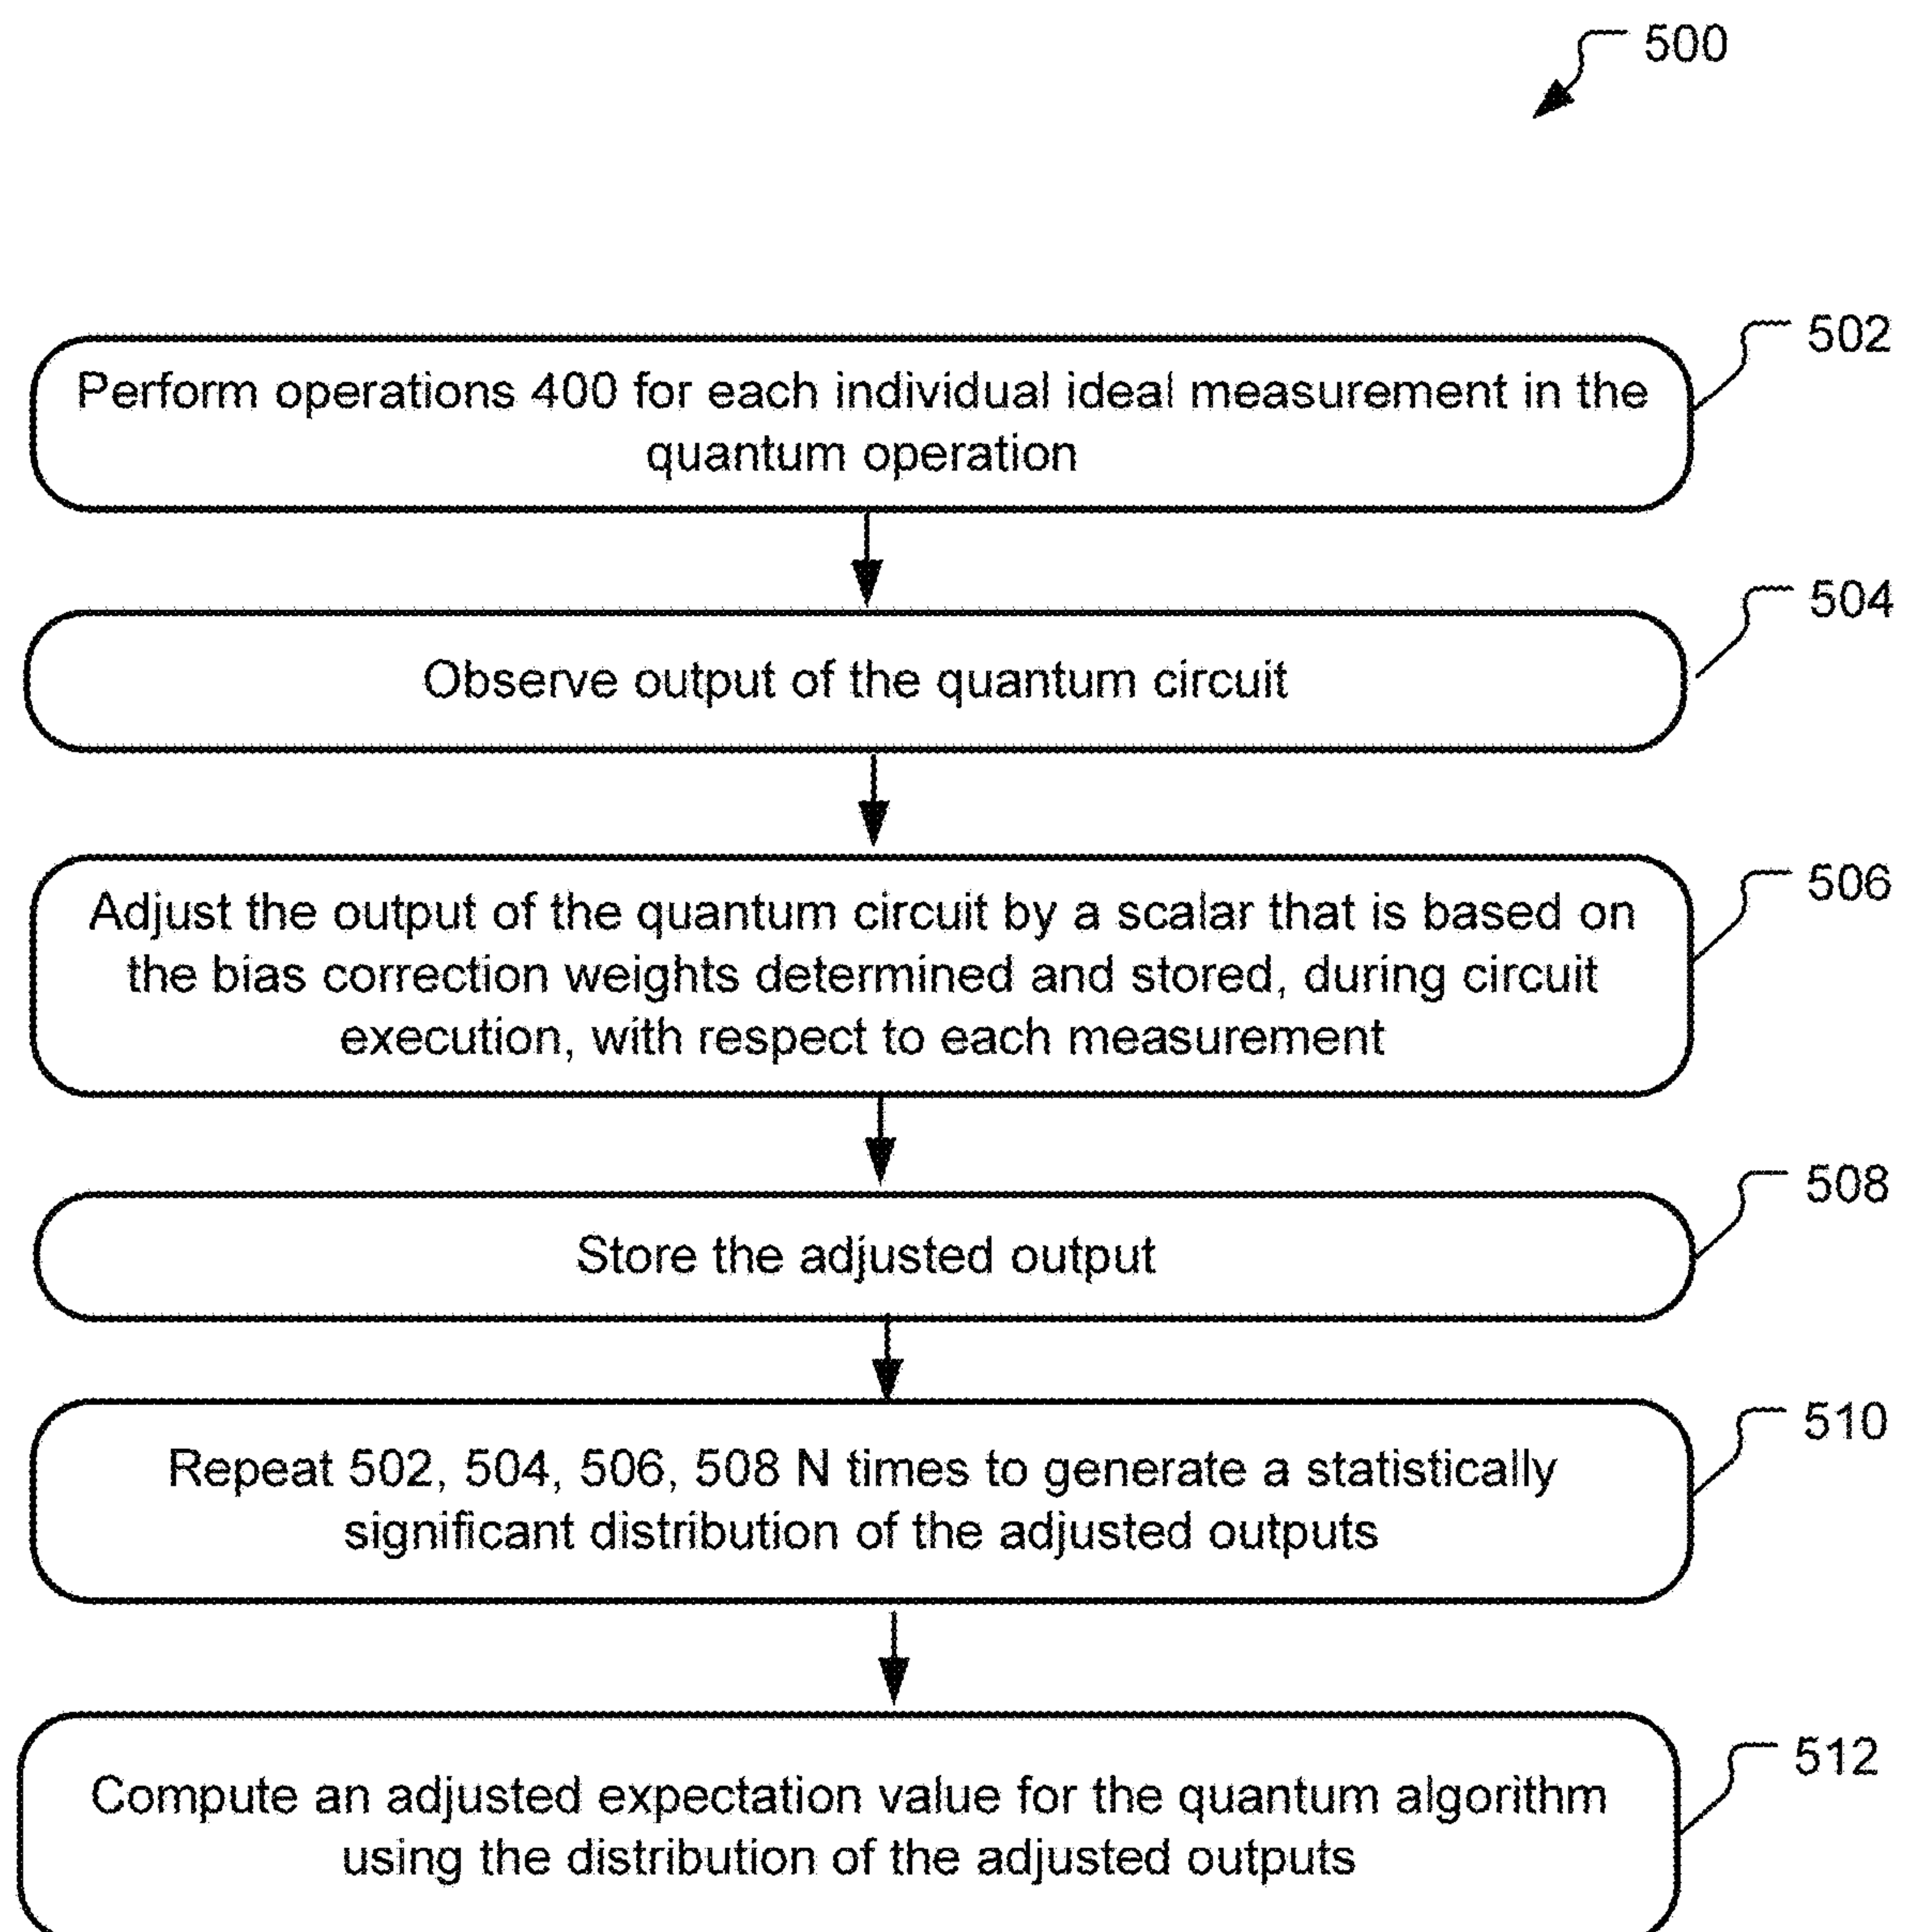 500
502
Perform operations 400 for each individual ideal measurement in the
quantum operation
504
Observe output of the quantum circuit
506
Adjust the output of the quantum circuit by a scalar that is based on
the bias correction weights determined and stored, during circuit
execution, with respect to each measurement
508
Store the adjusted output
510
Repeat 502, 504, 506, 508 N times to generate a statistically
significant distribution of the adjusted outputs
512
Compute an adjusted expectation value for the quantum algorithm
using the distribution of the adjusted outputs